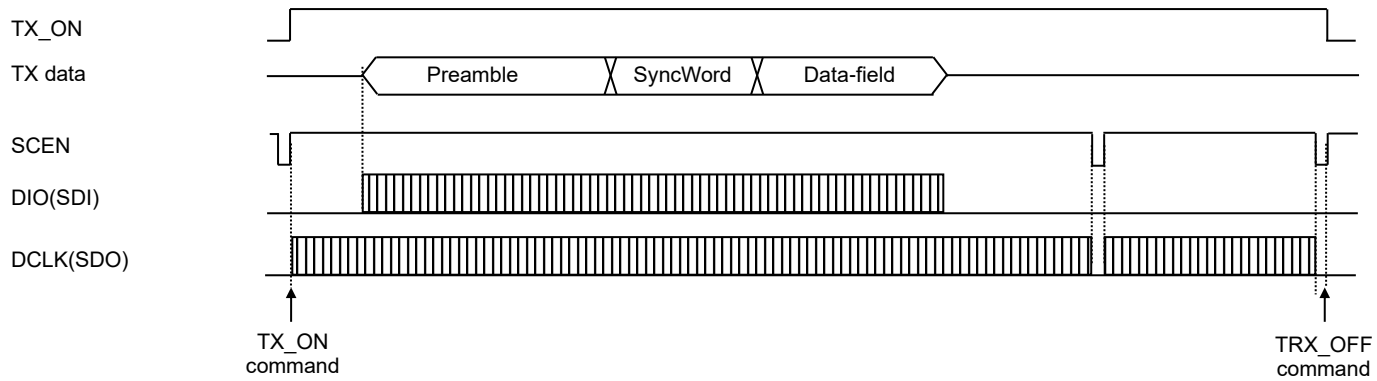 TX_ON
TX data
Preamble
SyncWord
Data-field
SCEN
DIO(SDI)
DCLK(SDO)
TX_ON
command
TRX_OFF
command